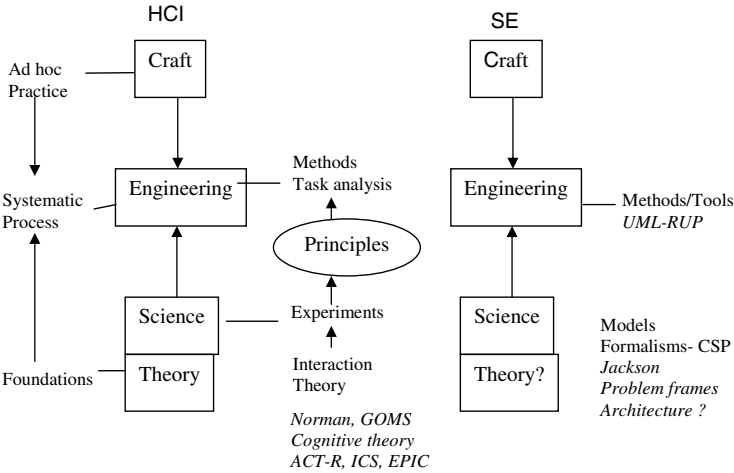 HCI
SE
Ad hoc
Practice
Craft
Craft
Systematic
Process
Engineering
Methods
Task analysis
Engineering
Methods/Tools
UML-RUP
Principles
Science
Experiments
Science
Foundations
Theory
Interaction
Theory
Theory?
Models
Formalisms- CSP
Jackson
Problem frames
Architecture ?
Norman, GOMS
Cognitive theory
ACT-R, ICS, EPIC